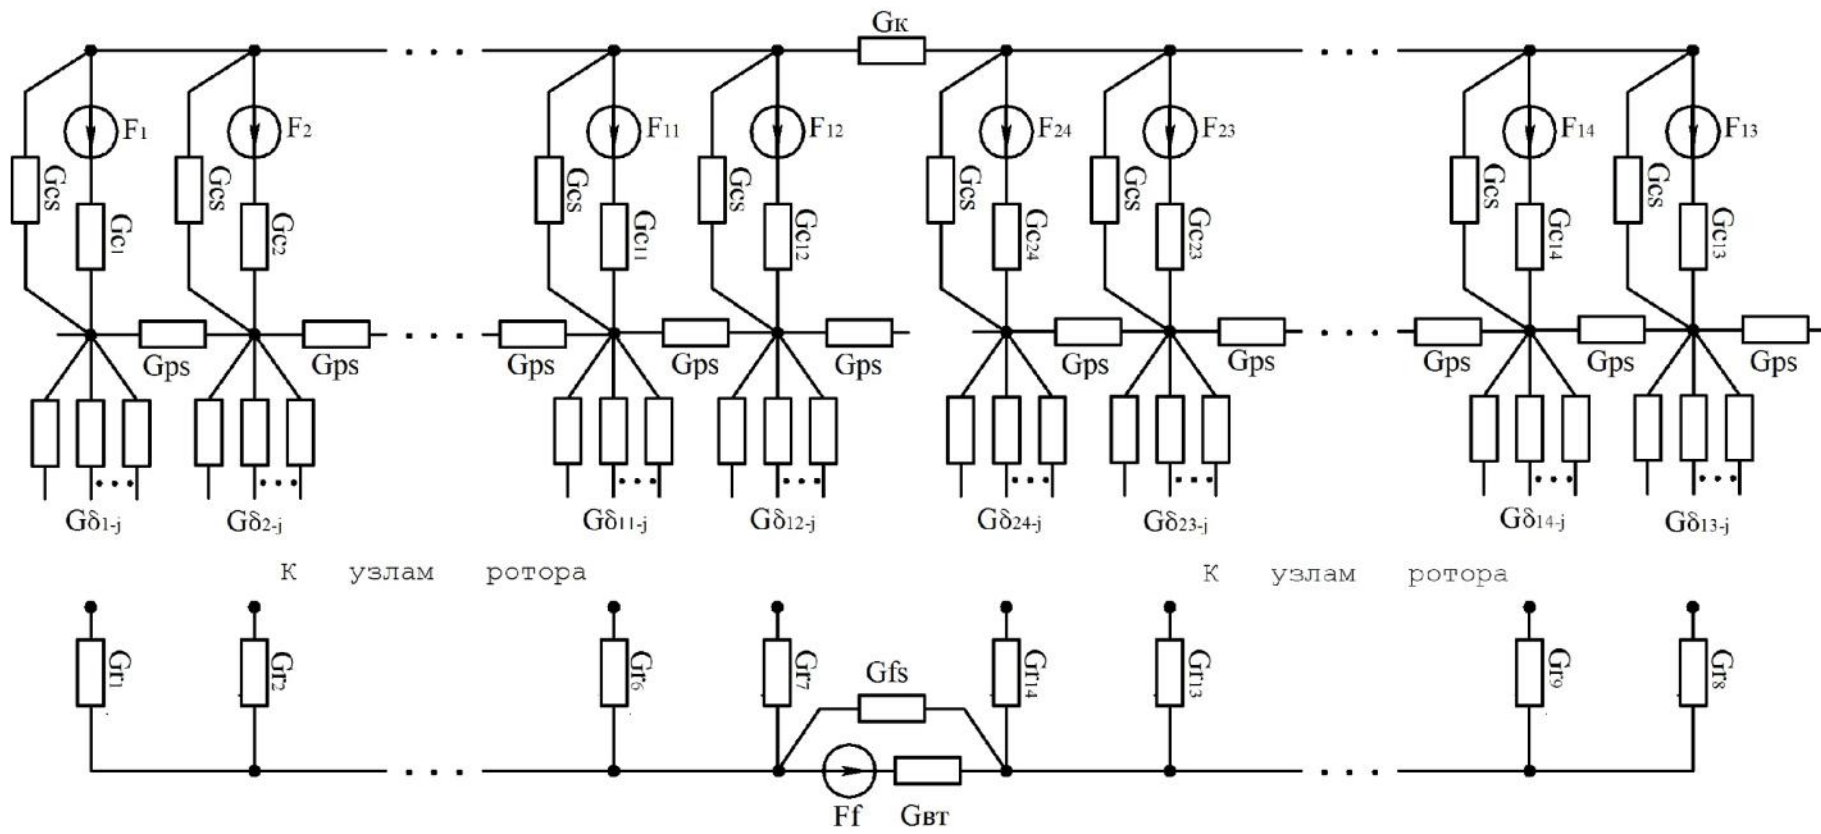 Gк
F1 F2 F11 F12 F24 F23 F14 F13
Gcs Gcs Gcs Gcs Gcs Gcs Gcs Gcs
Gc1 Gc2 Gc11 Gc12 Gc24 Gc23 Gc14 Gc13
Gps Gps Gps Gps Gps Gps Gps Gps Gps Gps
Gδ1-j Gδ2-j Gδ11-j Gδ12-j Gδ24-j Gδ23-j Gδ14-j Gδ13-j
К узлам ротора К узлам ротора
Gr1 Gr2 Gr6 Gr7 Gr14 Gr13 Gr9 Gr8
Gfs
Ff Gвт